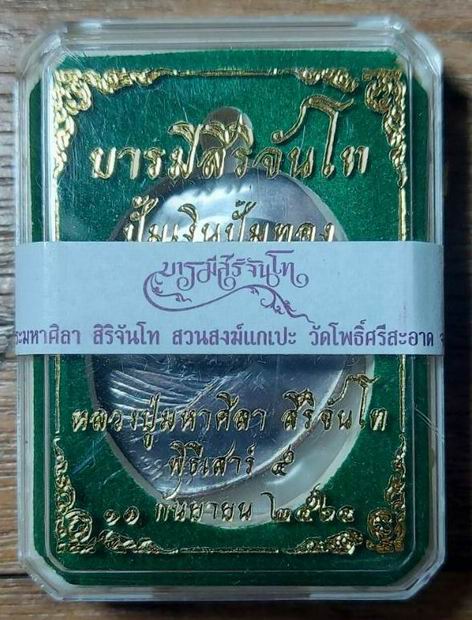 บารมีสิริจันโท
ปั๊มเงินปั๊มทอง
บารมีสิริจันโท
ระมหาศิลา สิริจันโท สวนสงฆ์แกเปะ วัดโพธิ์ศรีสะอาด จ
หลวงปู่มหาศิลา สิริจันโท
พิธีเสาร์ ๕
๑๑ กันยายน ๒๕๖๔